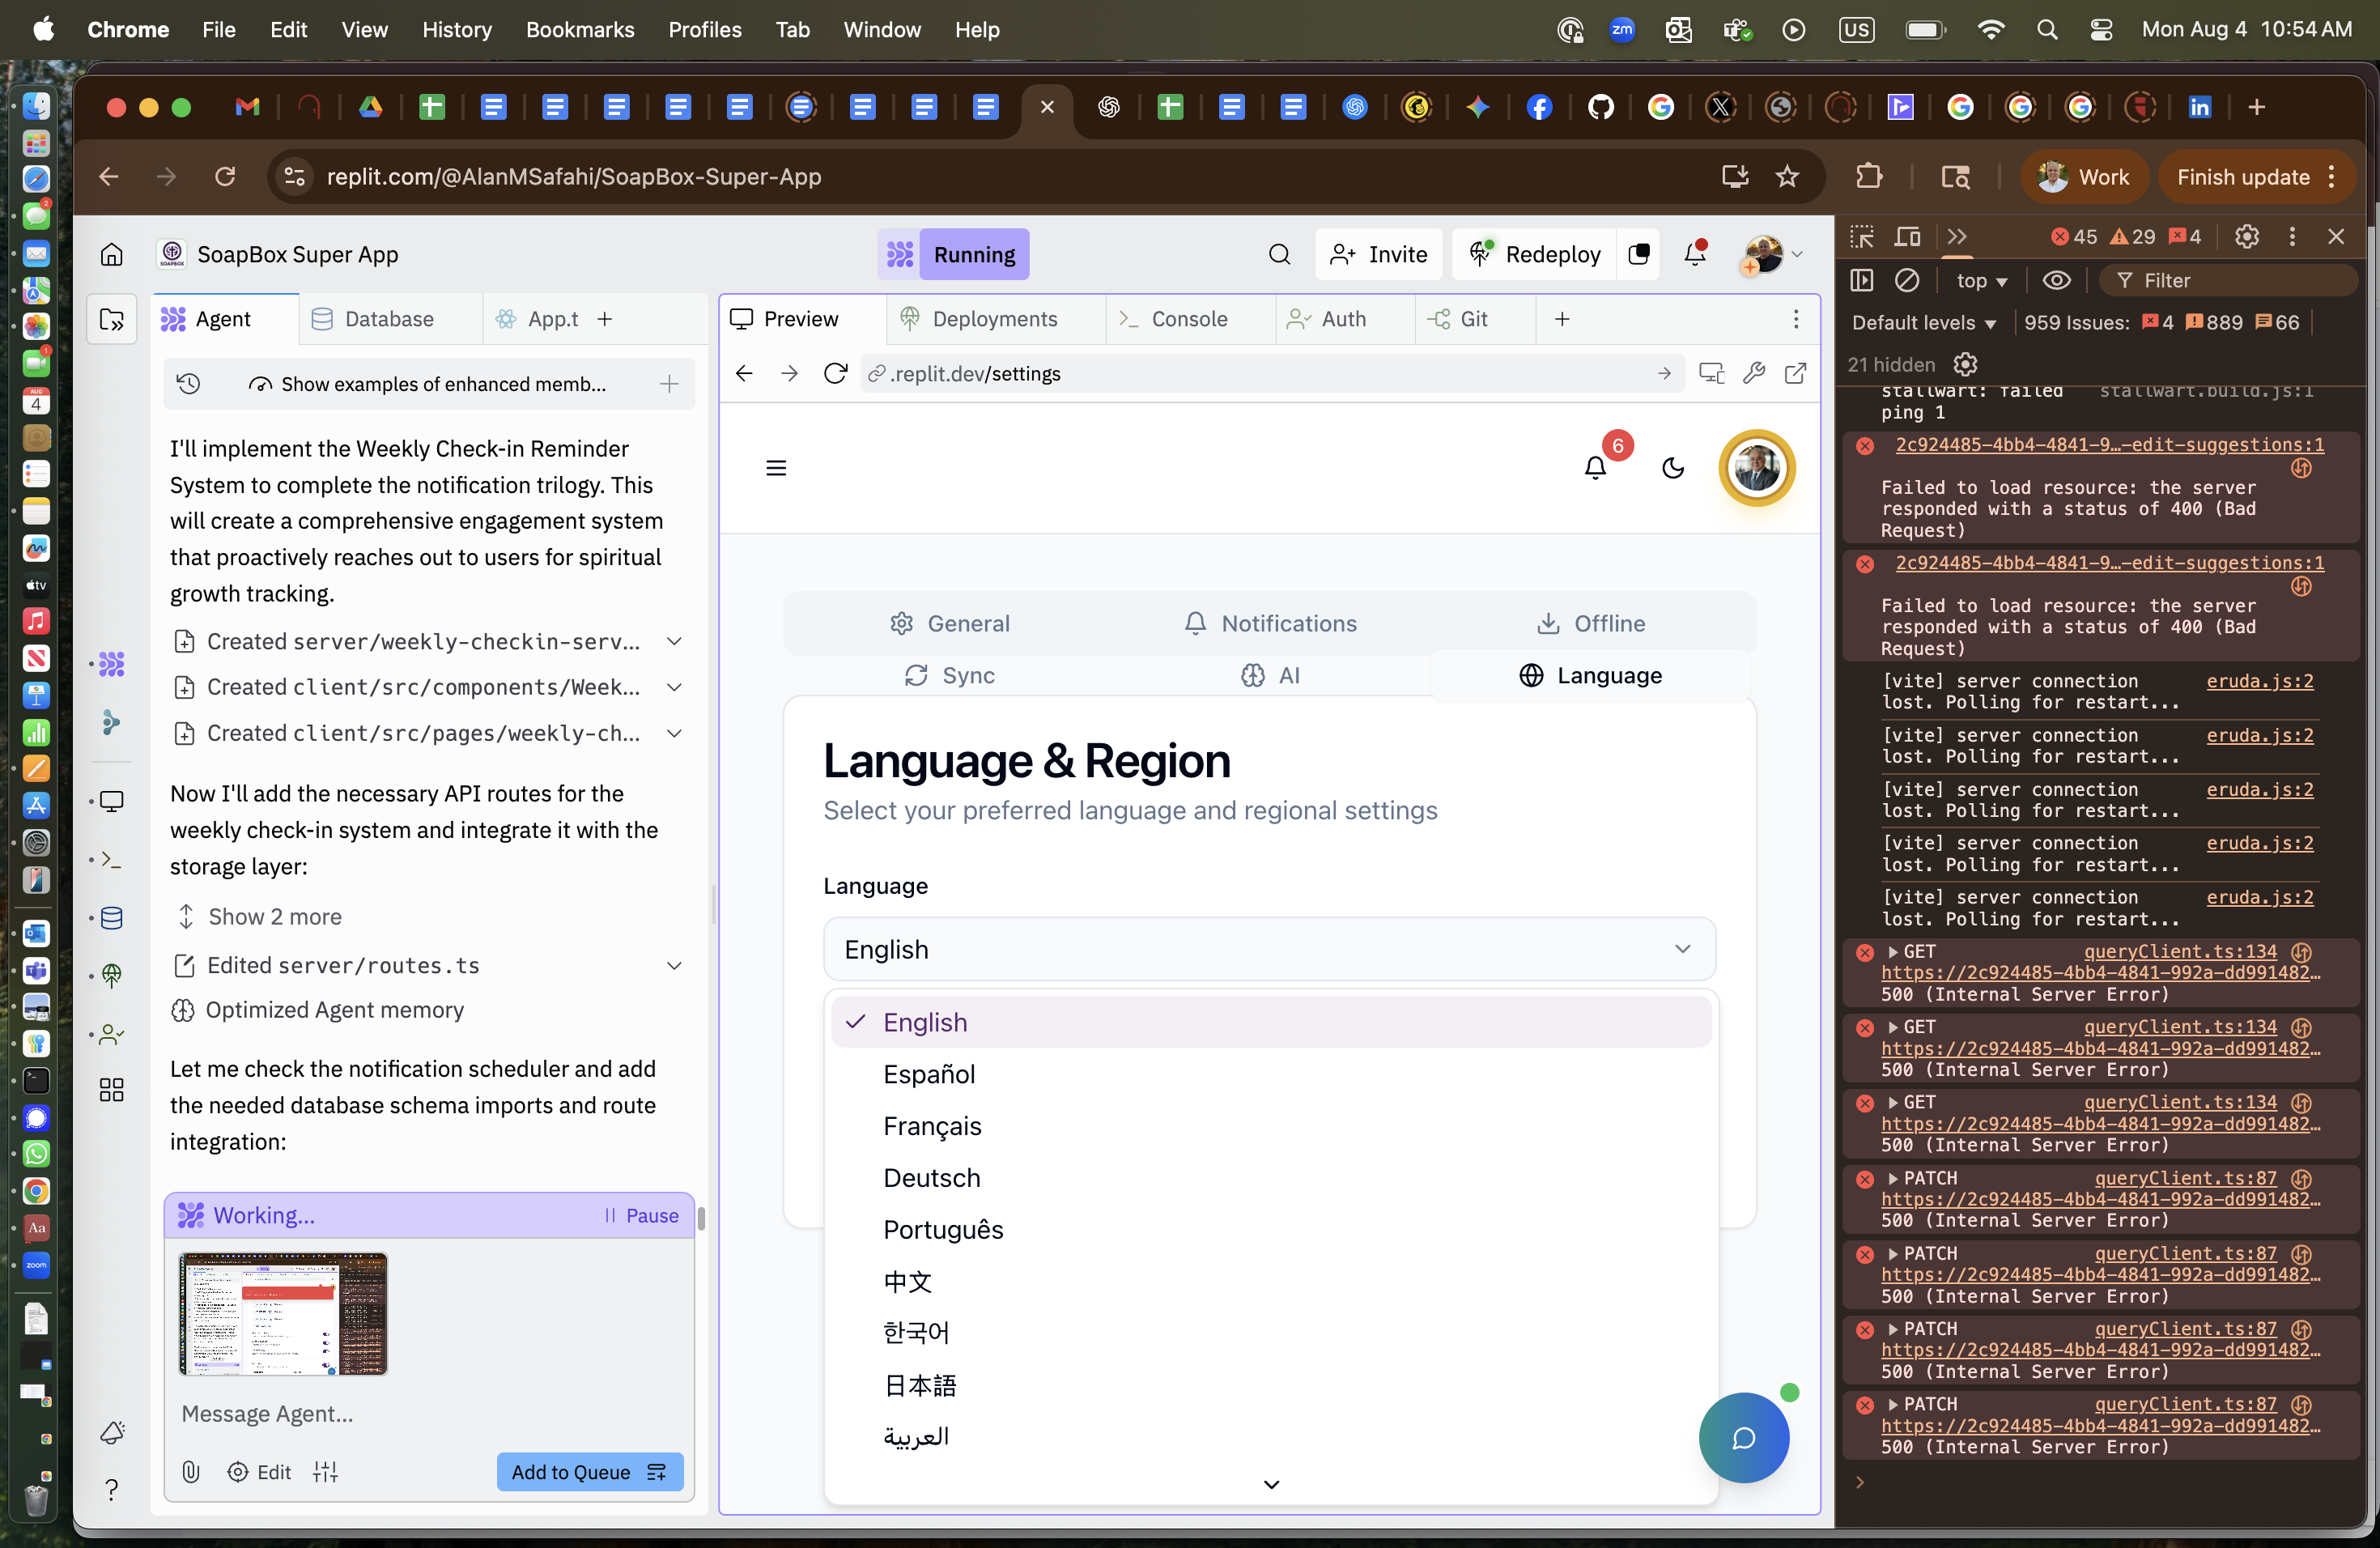 Chrome File Edit View History Bookmarks Profiles Tab Window Help
zm US Mon Aug 4 10:54 AM
replit.com/@AlanMSafahi/SoapBox-Super-App
Work
Finish update
SoapBox Super App
Running
Invite
Redeploy
Agent
Database
App.t
Show examples of enhanced memb...
I'll implement the Weekly Check-in Reminder
System to complete the notification trilogy. This
will create a comprehensive engagement system
that proactively reaches out to users for spiritual
growth tracking.
Created server/weekly-checkin-serv...
Created client/src/components/Week...
Created client/src/pages/weekly-ch...
Now I'll add the necessary API routes for the
weekly check-in system and integrate it with the
storage layer:
Show 2 more
Edited server/routes.ts
Optimized Agent memory
Let me check the notification scheduler and add
the needed database schema imports and route
integration:
Working...
Pause
Message Agent...
Edit
Add to Queue
Preview
Deployments
Console
Auth
Git
.replit.dev/settings
6
General
Notifications
Offline
Sync
AI
Language
Language & Region
Select your preferred language and regional settings
Language
English
English
Español
Français
Deutsch
Português
中文
한국어
日本語
العربية
45 29 4
top
Filter
Default levels
959 Issues: 4 889 66
21 hidden
stallwart: failed stallwart.build.js:1
ping 1
2c924485-4bb4-4841-9…-edit-suggestions:1
Failed to load resource: the server
responded with a status of 400 (Bad
Request)
2c924485-4bb4-4841-9…-edit-suggestions:1
Failed to load resource: the server
responded with a status of 400 (Bad
Request)
[vite] server connection eruda.js:2
lost. Polling for restart...
[vite] server connection eruda.js:2
lost. Polling for restart...
[vite] server connection eruda.js:2
lost. Polling for restart...
[vite] server connection eruda.js:2
lost. Polling for restart...
[vite] server connection eruda.js:2
lost. Polling for restart...
GET queryClient.ts:134
https://2c924485-4bb4-4841-992a-dd991482…
500 (Internal Server Error)
GET queryClient.ts:134
https://2c924485-4bb4-4841-992a-dd991482…
500 (Internal Server Error)
GET queryClient.ts:134
https://2c924485-4bb4-4841-992a-dd991482…
500 (Internal Server Error)
PATCH queryClient.ts:87
https://2c924485-4bb4-4841-992a-dd991482…
500 (Internal Server Error)
PATCH queryClient.ts:87
https://2c924485-4bb4-4841-992a-dd991482…
500 (Internal Server Error)
PATCH queryClient.ts:87
https://2c924485-4bb4-4841-992a-dd991482…
500 (Internal Server Error)
PATCH queryClient.ts:87
https://2c924485-4bb4-4841-992a-dd991482…
500 (Internal Server Error)
2
1
AUG
4
tv
Aa
zoom